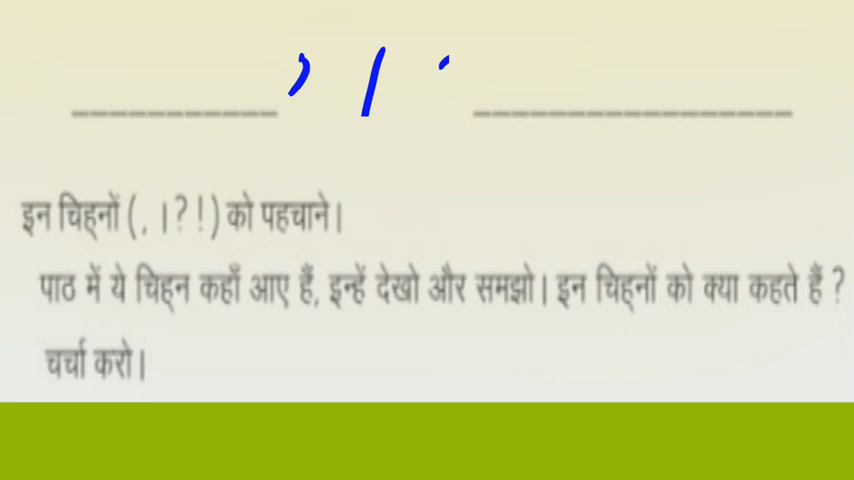 , ।
इन चिह्नों (, । ? !) को पहचाने।
पाठ में ये चिह्न कहाँ आए हैं, इन्हें देखो और समझो। इन चिह्नों को क्या कहते हैं ?
चर्चा करो।